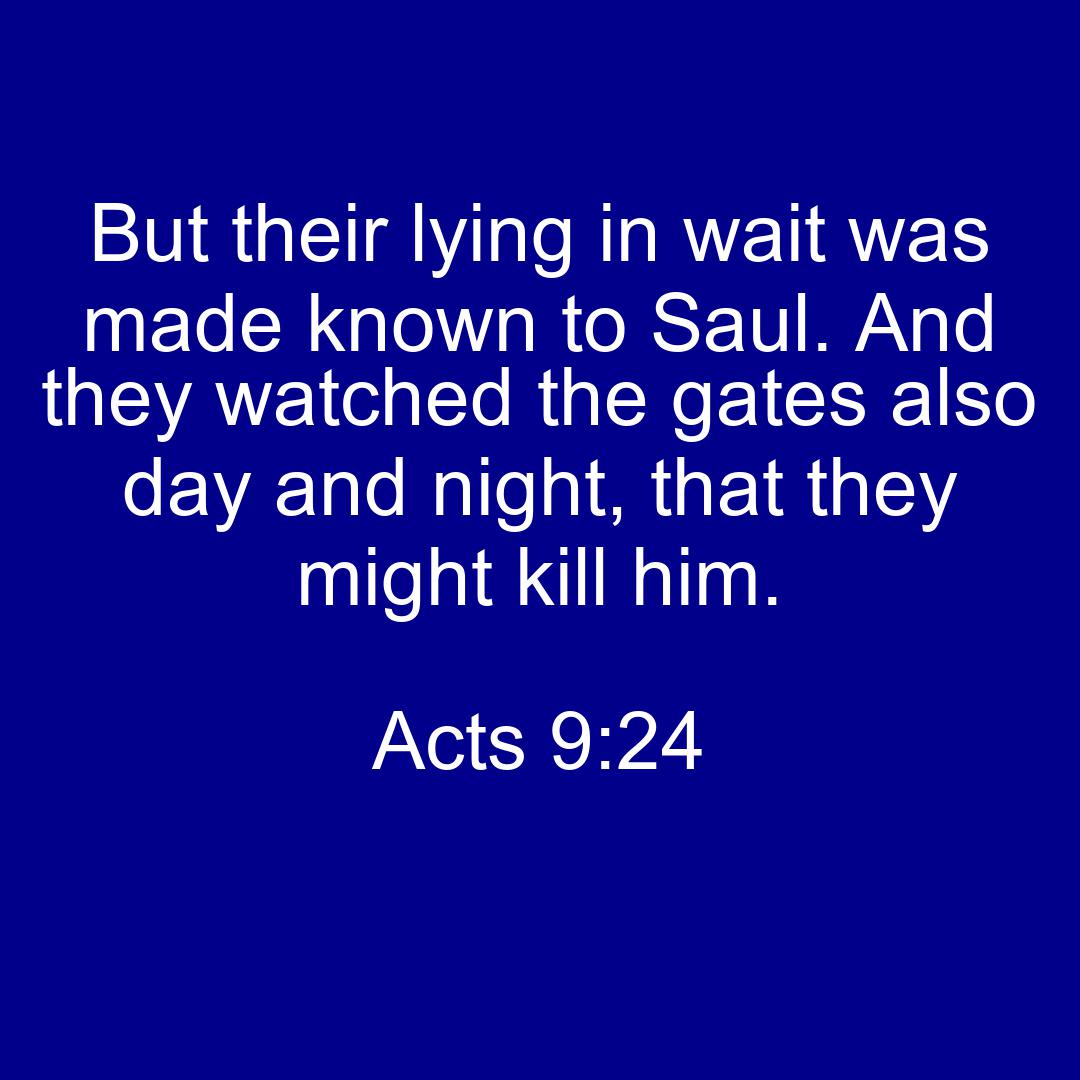 But their lying in wait was
made known to Saul. And
they watched the gates also
day and night, that they
might kill him.
Acts 9:24